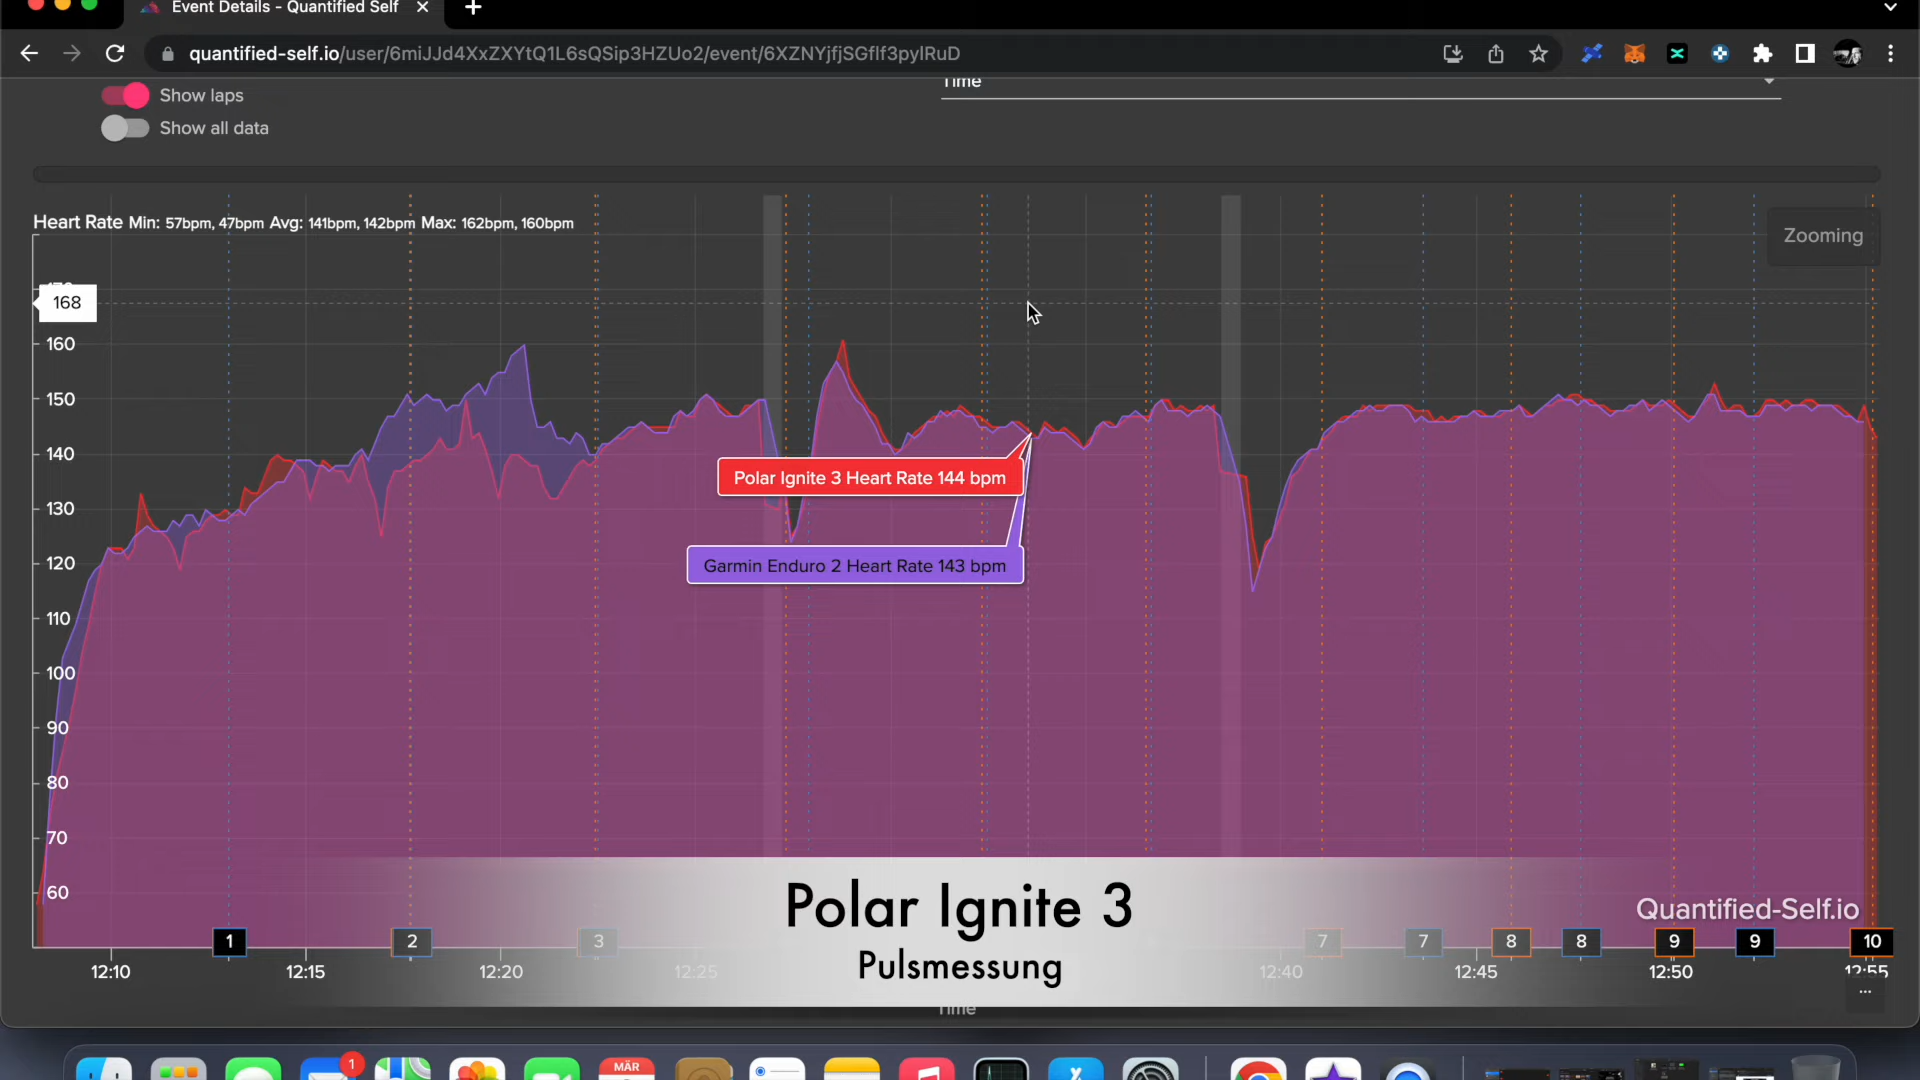 Event Details - Quantified Self
quantified-self.io/user/6miJJd4XxZXYtQ1L6sQSip3HZUo2/event/6XZNYjfjSGflf3pylRuD
Show laps
Time
Show all data
Heart Rate Min: 57bpm, 47bpm Avg: 141bpm, 142bpm Max: 162bpm, 160bpm
Zooming
170
168
160
150
140
130
120
110
100
90
80
70
60
Polar Ignite 3 Heart Rate 144 bpm
Garmin Enduro 2 Heart Rate 143 bpm
Polar Ignite 3
Pulsmessung
Quantified-Self.io
1 2 3 7 7 8 8 9 9 10
12:10 12:15 12:20 12:25 12:40 12:45 12:50 12:55
...
Time
1
MÄR